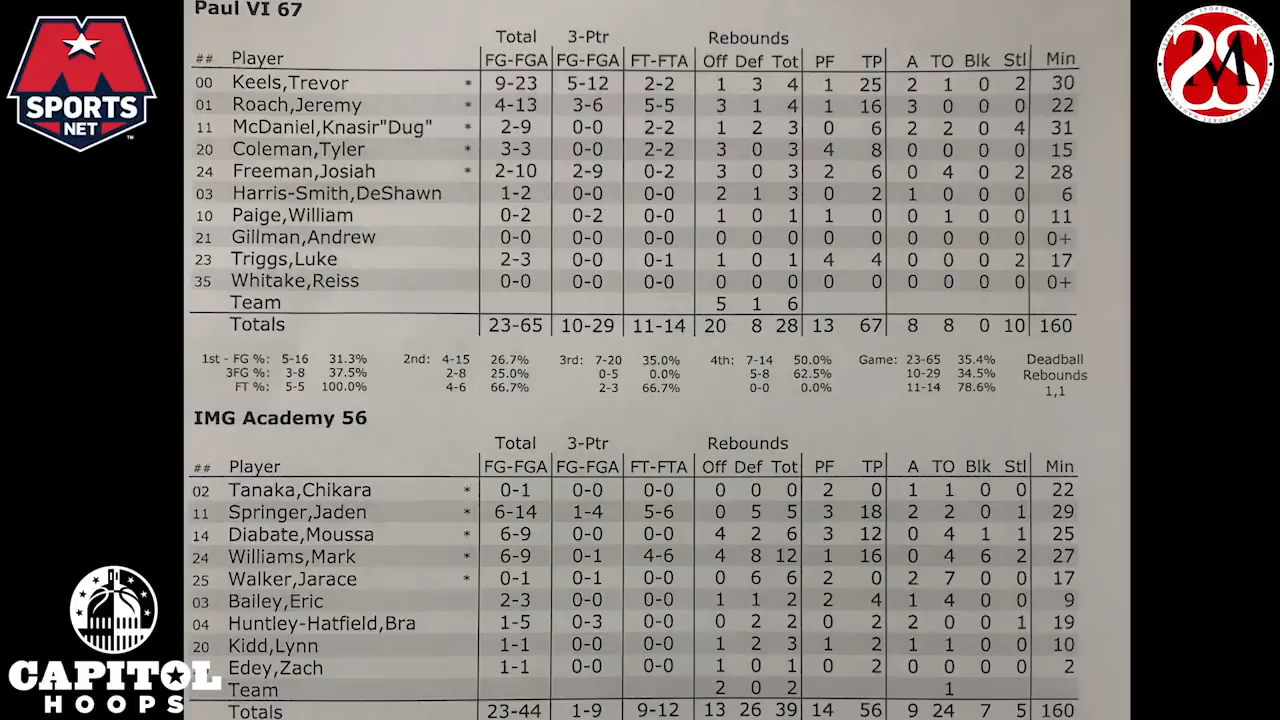 Paul VI 67
Total 3-Ptr Rebounds
## Player FG-FGA FG-FGA FT-FTA Off Def Tot PF TP A TO Blk Stl Min
00 Keels,Trevor * 9-23 5-12 2-2 1 3 4 1 25 2 1 0 2 30
01 Roach,Jeremy * 4-13 3-6 5-5 3 1 4 1 16 3 0 0 0 22
11 McDaniel,Knasir"Dug" * 2-9 0-0 2-2 1 2 3 0 6 2 2 0 4 31
20 Coleman,Tyler * 3-3 0-0 2-2 3 0 3 4 8 0 0 0 0 15
24 Freeman,Josiah * 2-10 2-9 0-2 3 0 3 2 6 0 4 0 2 28
03 Harris-Smith,DeShawn 1-2 0-0 0-0 2 1 3 0 2 1 0 0 0 6
10 Paige,William 0-2 0-2 0-0 1 0 1 1 0 0 1 0 0 11
21 Gillman,Andrew 0-0 0-0 0-0 0 0 0 0 0 0 0 0 0 0+
23 Triggs,Luke 2-3 0-0 0-1 1 0 1 4 4 0 0 0 2 17
35 Whitake,Reiss 0-0 0-0 0-0 0 0 0 0 0 0 0 0 0 0+
Team 5 1 6
Totals 23-65 10-29 11-14 20 8 28 13 67 8 8 0 10 160
1st - FG %: 5-16 31.3% 2nd: 4-15 26.7% 3rd: 7-20 35.0% 4th: 7-14 50.0% Game: 23-65 35.4% Deadball
3FG %: 3-8 37.5% 2-8 25.0% 0-5 0.0% 5-8 62.5% 10-29 34.5% Rebounds
FT %: 5-5 100.0% 4-6 66.7% 2-3 66.7% 0-0 0.0% 11-14 78.6% 1,1
IMG Academy 56
Total 3-Ptr Rebounds
## Player FG-FGA FG-FGA FT-FTA Off Def Tot PF TP A TO Blk Stl Min
02 Tanaka,Chikara * 0-1 0-0 0-0 0 0 0 2 0 1 1 0 0 22
11 Springer,Jaden * 6-14 1-4 5-6 0 5 5 3 18 2 2 0 1 29
14 Diabate,Moussa * 6-9 0-0 0-0 4 2 6 3 12 0 4 1 1 25
24 Williams,Mark * 6-9 0-1 4-6 4 8 12 1 16 0 4 6 2 27
25 Walker,Jarace * 0-1 0-1 0-0 0 6 6 2 0 2 7 0 0 17
03 Bailey,Eric 2-3 0-0 0-0 1 1 2 2 4 1 4 0 0 9
04 Huntley-Hatfield,Bra 1-5 0-3 0-0 0 2 2 0 2 2 0 0 1 19
20 Kidd,Lynn 1-1 0-0 0-0 1 2 3 1 2 1 1 0 0 10
Edey,Zach 1-1 0-0 0-0 1 0 1 0 2 0 0 0 0 2
Team 2 0 2 1
Totals 23-44 1-9 9-12 13 26 39 14 56 9 24 7 5 160
M
SPORTS
NET
™
CAPITOL
HOOPS